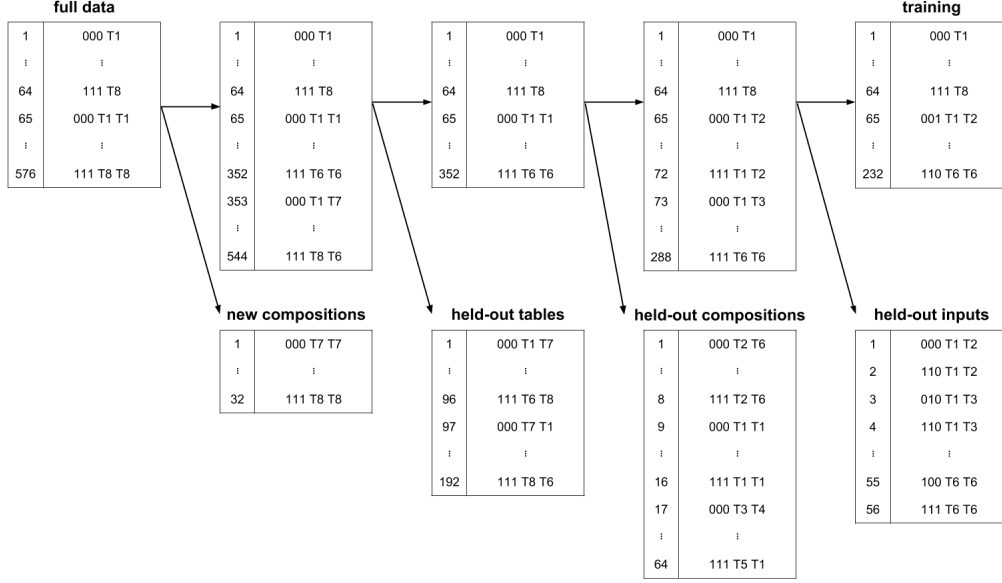 full data
1 000 T1
⋮ ⋮
64 111 T8
65 000 T1 T1
⋮ ⋮
576 111 T8 T8
1 000 T1
⋮ ⋮
64 111 T8
65 000 T1 T1
⋮ ⋮
352 111 T6 T6
353 000 T1 T7
⋮ ⋮
544 111 T8 T6
1 000 T1
⋮ ⋮
64 111 T8
65 000 T1 T1
⋮ ⋮
352 111 T6 T6
1 000 T1
⋮ ⋮
64 111 T8
65 000 T1 T2
⋮ ⋮
72 111 T1 T2
73 000 T1 T3
⋮ ⋮
288 111 T6 T6
training
1 000 T1
⋮ ⋮
64 111 T8
65 001 T1 T2
⋮ ⋮
232 110 T6 T6
new compositions
1 000 T7 T7
⋮ ⋮
32 111 T8 T8
held-out tables
1 000 T1 T7
⋮ ⋮
96 111 T6 T8
97 000 T7 T1
⋮ ⋮
192 111 T8 T6
held-out compositions
1 000 T2 T6
⋮ ⋮
8 111 T2 T6
9 000 T1 T1
⋮ ⋮
16 111 T1 T1
17 000 T3 T4
⋮ ⋮
64 111 T5 T1
held-out inputs
1 000 T1 T2
2 110 T1 T2
3 010 T1 T3
4 110 T1 T3
⋮ ⋮
55 100 T6 T6
56 111 T6 T6